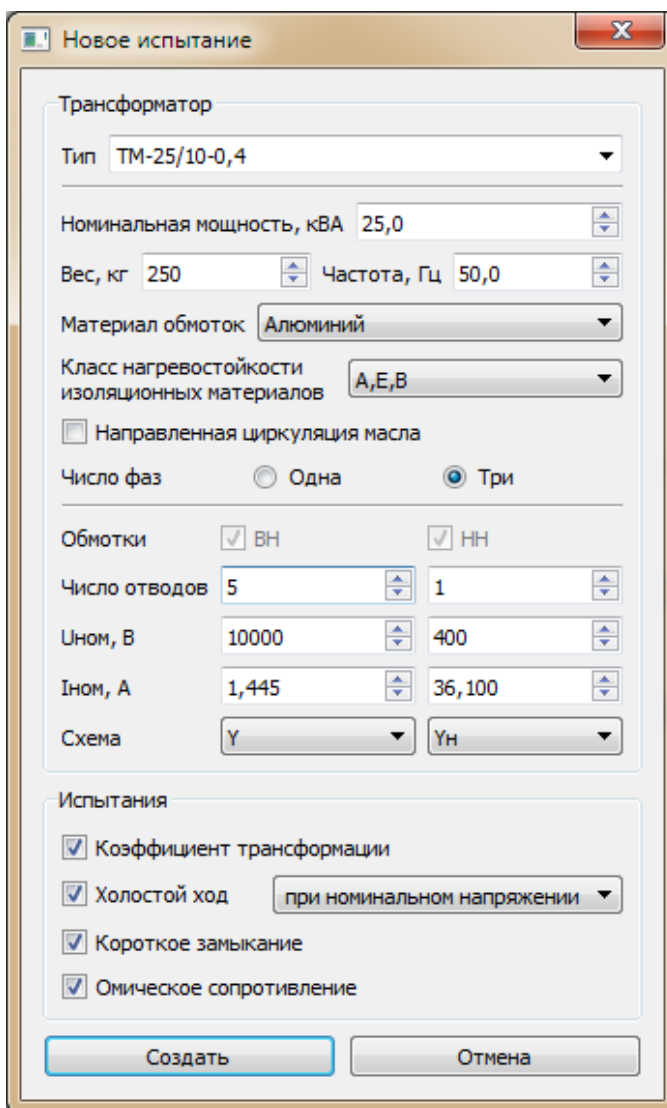 Новое испытание
Трансформатор
Тип ТМ-25/10-0,4
Номинальная мощность, кВА 25,0
Вес, кг 250 Частота, Гц 50,0
Материал обмоток Алюминий
Класс нагревостойкости
изоляционных материалов A,E,B
Направленная циркуляция масла
Число фаз Одна Три
Обмотки ВН НН
Число отводов 5 1
Uном, В 10000 400
Iном, А 1,445 36,100
Схема Y Yн
Испытания
Коэффициент трансформации
Холостой ход при номинальном напряжении
Короткое замыкание
Омическое сопротивление
Создать Отмена